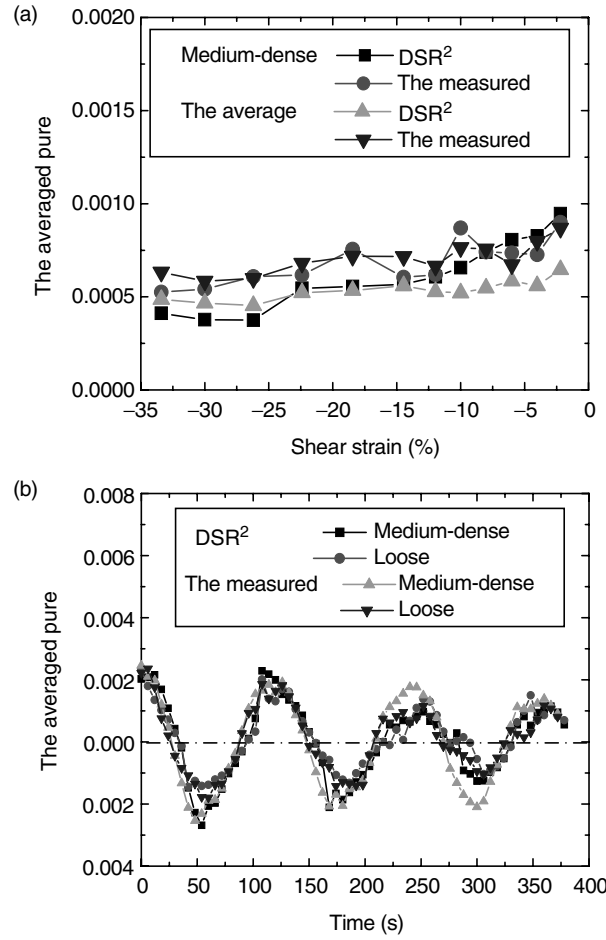 (a)
0.0020
Medium-dense
DSR²
The measured
The average
DSR²
The measured
0.0015
0.0010
0.0005
0.0000
The averaged pure
−35 −30 −25 −20 −15 −10 −5 0
Shear strain (%)
(b)
0.008
DSR²
Medium-dense
Loose
The measured
Medium-dense
Loose
0.006
0.004
0.002
0.000
0.002
0.004
The averaged pure
0 50 100 150 200 250 300 350 400
Time (s)